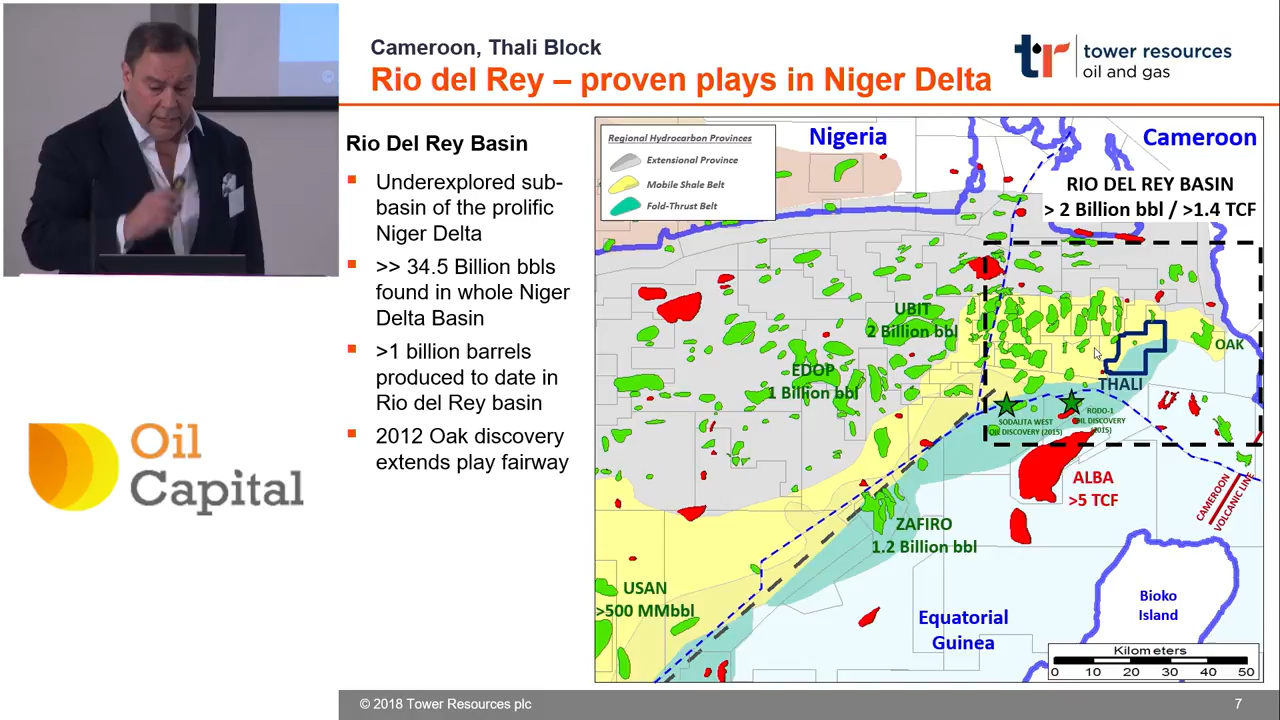 Cameroon, Thali Block
Rio del Rey – proven plays in Niger Delta
tr
tower resources
oil and gas
Rio Del Rey Basin
Underexplored sub-
basin of the prolific
Niger Delta
>> 34.5 Billion bbls
found in whole Niger
Delta Basin
>1 billion barrels
produced to date in
Rio del Rey basin
2012 Oak discovery
extends play fairway
Oil
Capital
Regional Hydrocarbon Provinces
Extensional Province
Mobile Shale Belt
Fold-Thrust Belt
Nigeria
Cameroon
RIO DEL REY BASIN
> 2 Billion bbl / >1.4 TCF
UBIT
2 Billion bbl
EDOP
1 Billion bbl
OAK
THALI
SODALITA WEST
OIL DISCOVERY (2015)
RODO-1
OIL DISCOVERY
(2015)
ALBA
>5 TCF
CAMEROON
VOLCANIC LINE
ZAFIRO
1.2 Billion bbl
USAN
>500 MMbbl
Equatorial
Guinea
Bioko
Island
Kilometers
0 10 20 30 40 50
© 2018 Tower Resources plc
7